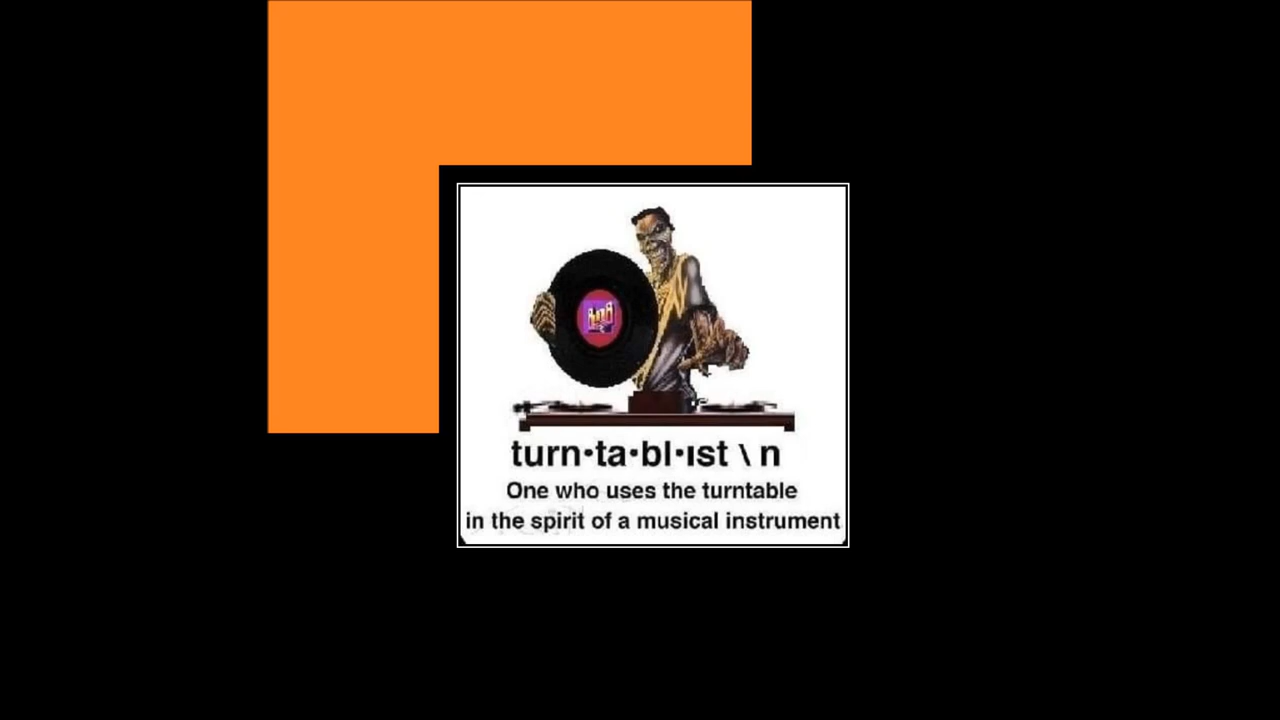 turn•ta•bl•ıst \ n
One who uses the turntable
in the spirit of a musical instrument